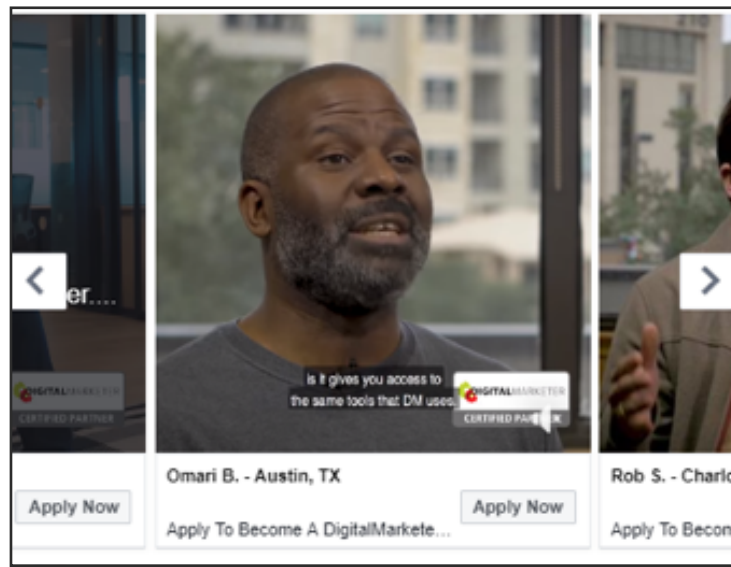 er....
DIGITALMARKETER
CERTIFIED PARTNER
Apply Now
is it gives you access to
the same tools that DM uses.
DIGITALMARKETER
CERTIFIED PARTNER
Omari B. - Austin, TX
Apply To Become A DigitalMarkete...
Apply Now
Rob S. - Charlo
Apply To Becon